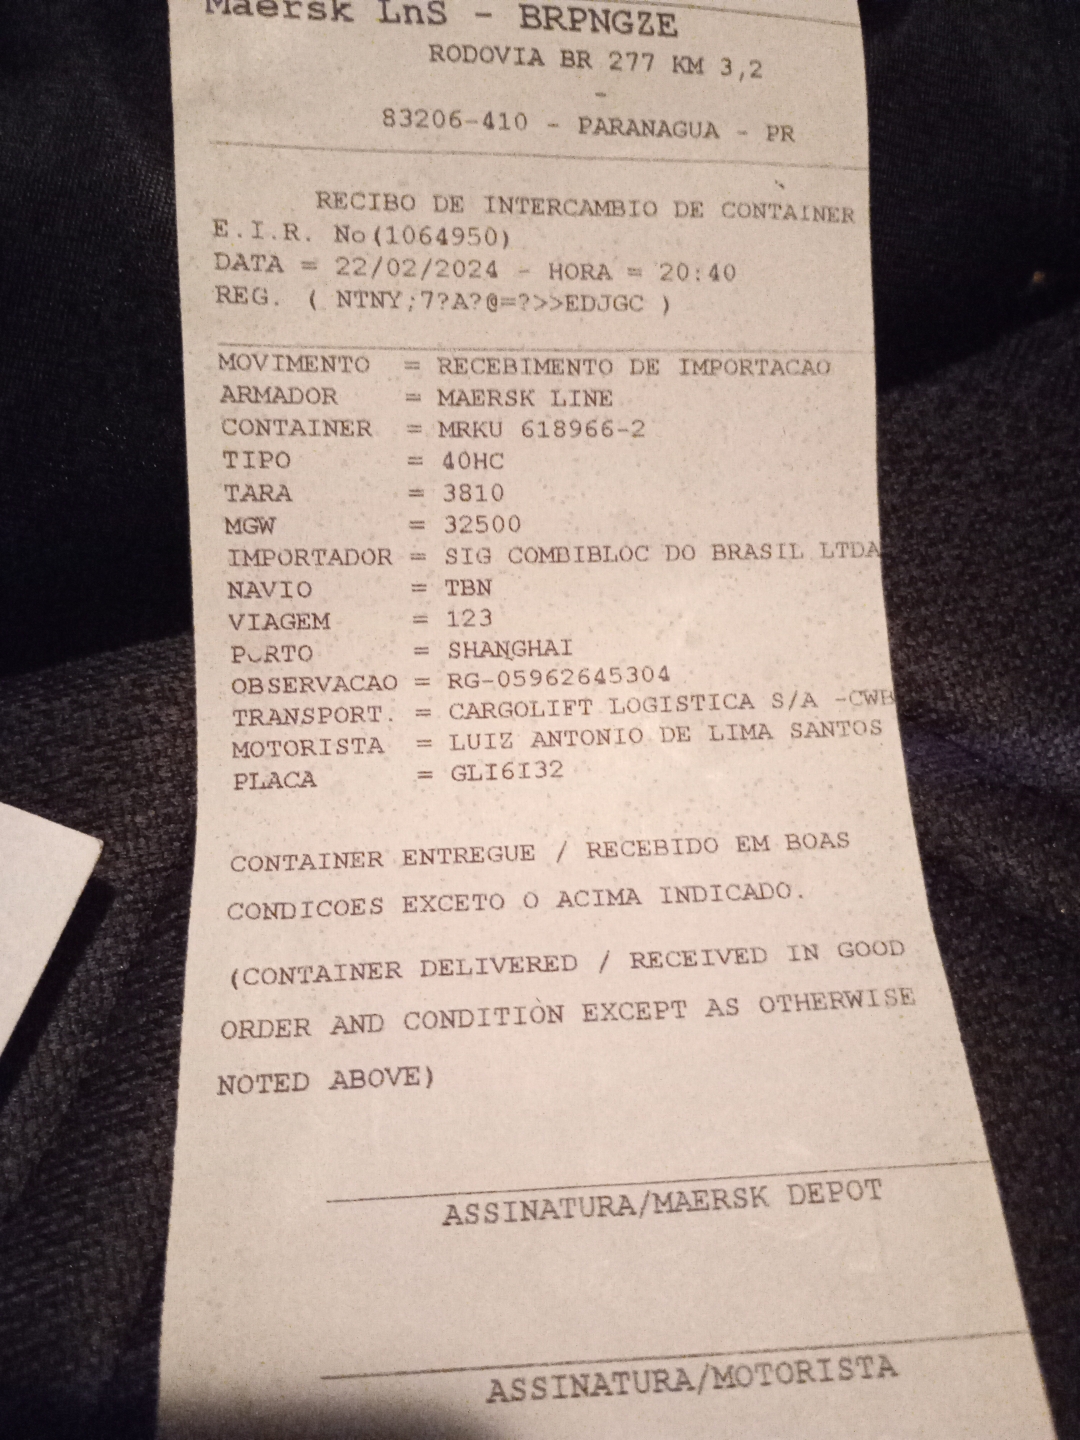 Maersk LnS - BRPNGZE
RODOVIA BR 277 KM 3,2
-
83206-410 - PARANAGUA - PR
RECIBO DE INTERCAMBIO DE CONTAINER
E.I.R. No(1064950)
DATA = 22/02/2024 - HORA = 20:40
REG. ( NTNY;7?A?@=?>>EDJGC )
MOVIMENTO = RECEBIMENTO DE IMPORTACAO
ARMADOR = MAERSK LINE
CONTAINER = MRKU 618966-2
TIPO = 40HC
TARA = 3810
MGW = 32500
IMPORTADOR = SIG COMBIBLOC DO BRASIL LTDA
NAVIO = TBN
VIAGEM = 123
PORTO = SHANGHAI
OBSERVACAO = RG-05962645304
TRANSPORT. = CARGOLIFT LOGISTICA S/A -CWB
MOTORISTA = LUIZ ANTONIO DE LIMA SANTOS
PLACA = GLI6I32
CONTAINER ENTREGUE / RECEBIDO EM BOAS
CONDICOES EXCETO O ACIMA INDICADO.
(CONTAINER DELIVERED / RECEIVED IN GOOD
ORDER AND CONDITION EXCEPT AS OTHERWISE
NOTED ABOVE)
ASSINATURA/MAERSK DEPOT
ASSINATURA/MOTORISTA